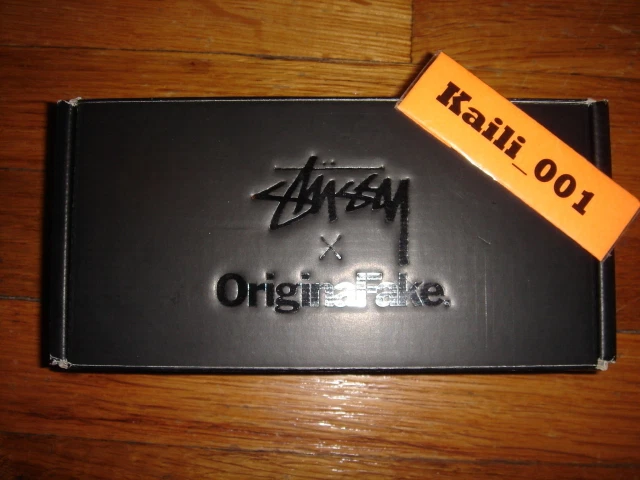 Stüssy
×
OriginalFake.
Kaili_001